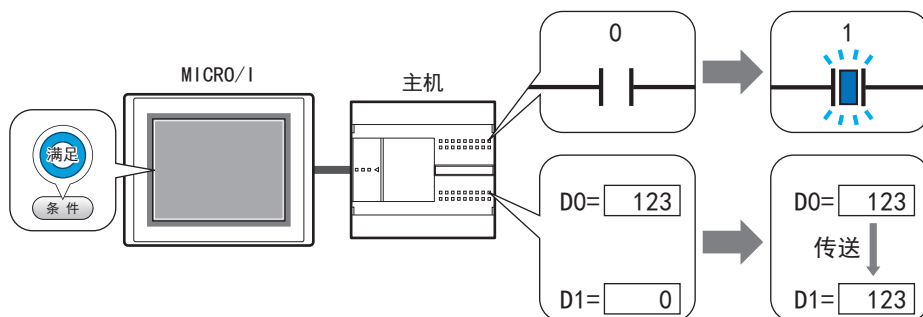 0
1
MICRO/I
主机
满足
条件
D0= 123
D1= 0
D0= 123
传送
D1= 123